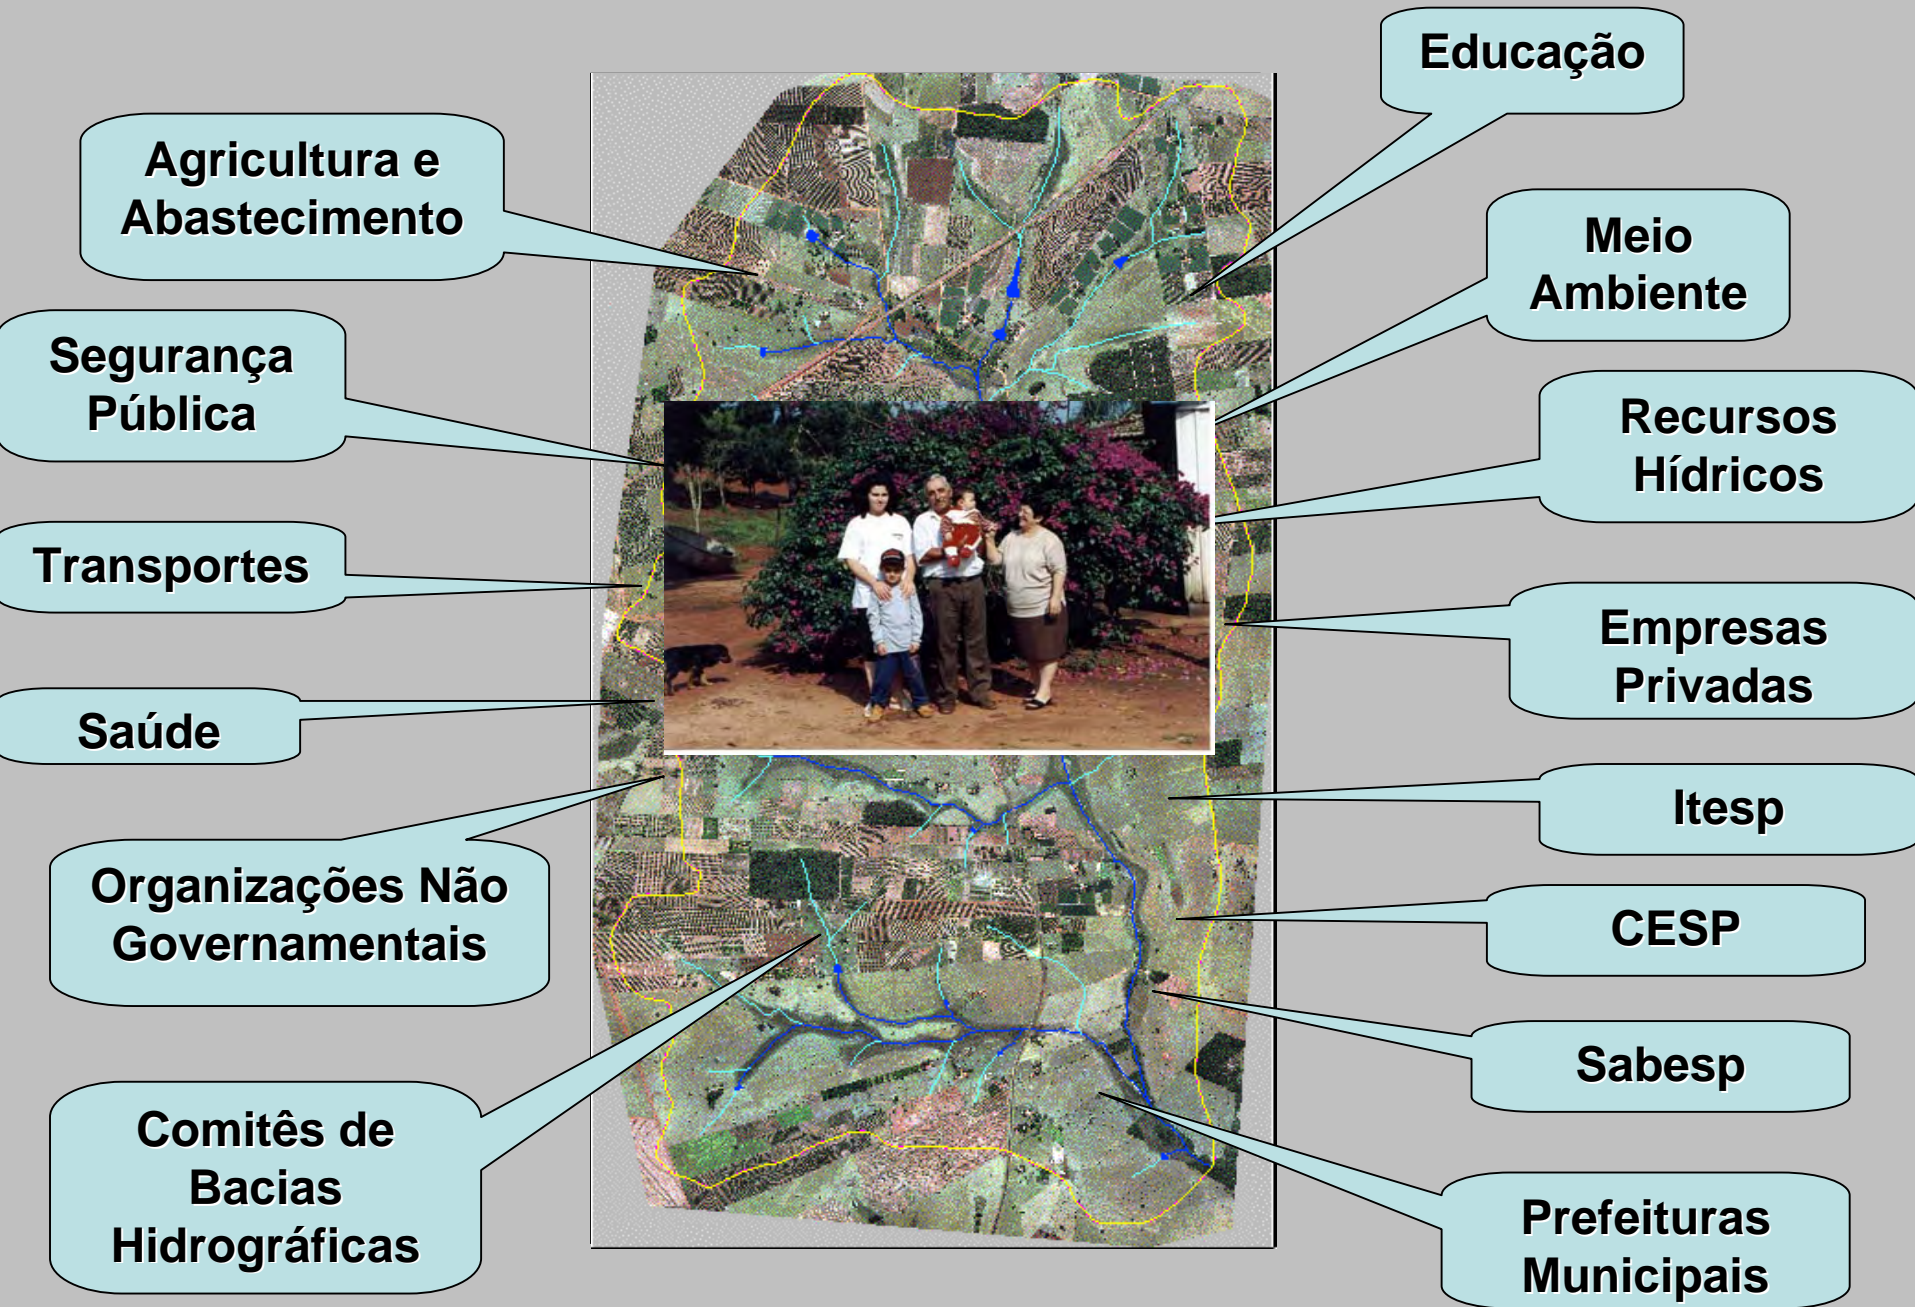 Educação
Agricultura e
Abastecimento
Meio
Ambiente
Segurança
Pública
Recursos
Hídricos
Transportes
Empresas
Privadas
Saúde
Itesp
Organizações Não
Governamentais
CESP
Sabesp
Comitês de
Bacias
Hidrográficas
Prefeituras
Municipais